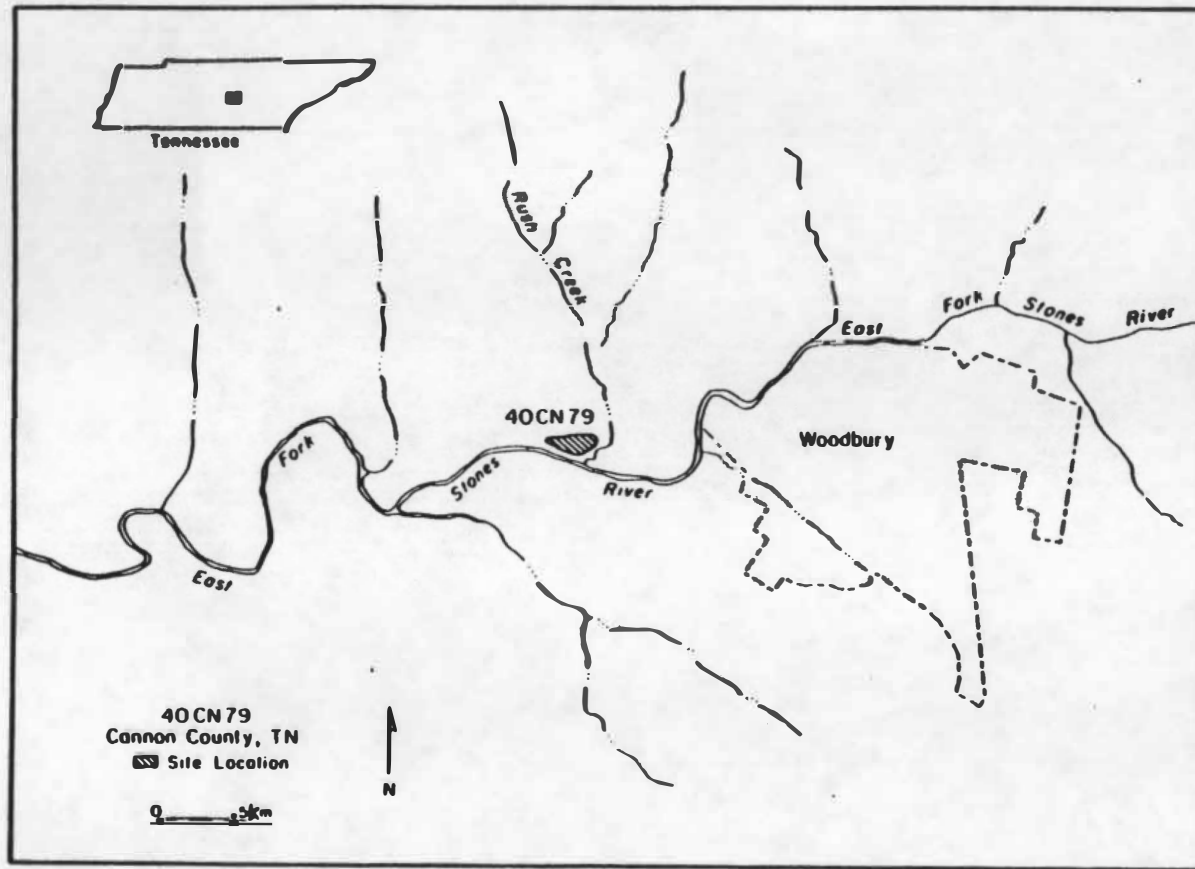 Tennessee
Rush
Creek
Fork
Stones
River
East
40CN79
Woodbury
Fork
Stones
River
East
40CN79
Cannon County, TN
Site Location
N
0 .5km